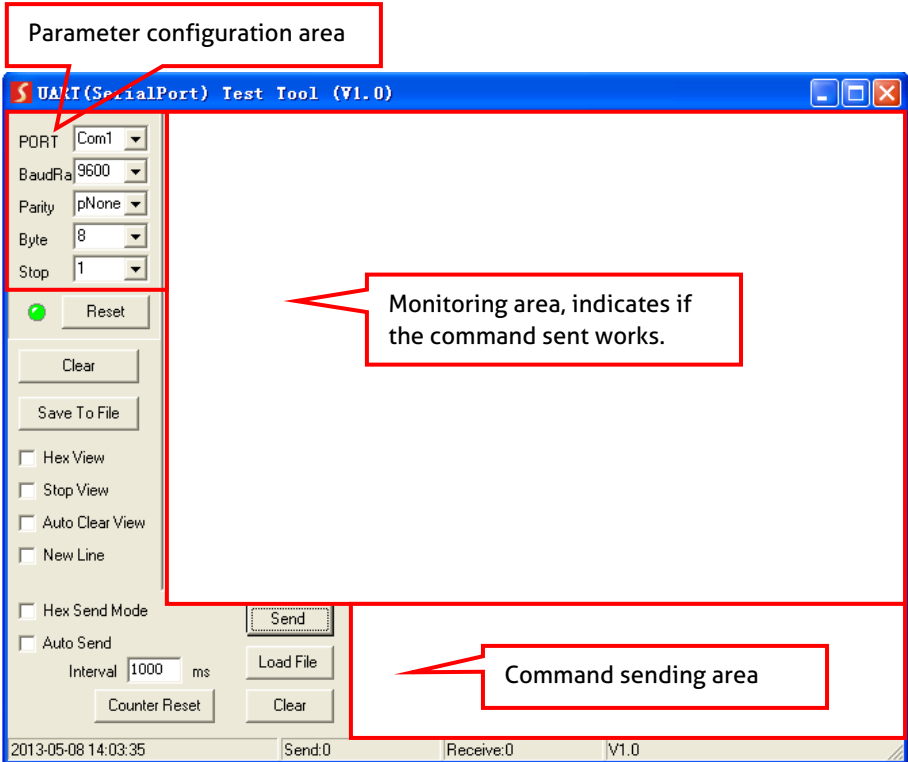 Parameter configuration area
UART(SerialPort) Test Tool (V1.0)
PORT Com1
BaudRa 9600
Parity pNone
Byte 8
Stop 1
Reset
Monitoring area, indicates if
the command sent works.
Clear
Save To File
Hex View
Stop View
Auto Clear View
New Line
Hex Send Mode
Send
Auto Send
Interval 1000 ms
Load File
Command sending area
Counter Reset
Clear
2013-05-08 14:03:35
Send:0
Receive:0
V1.0